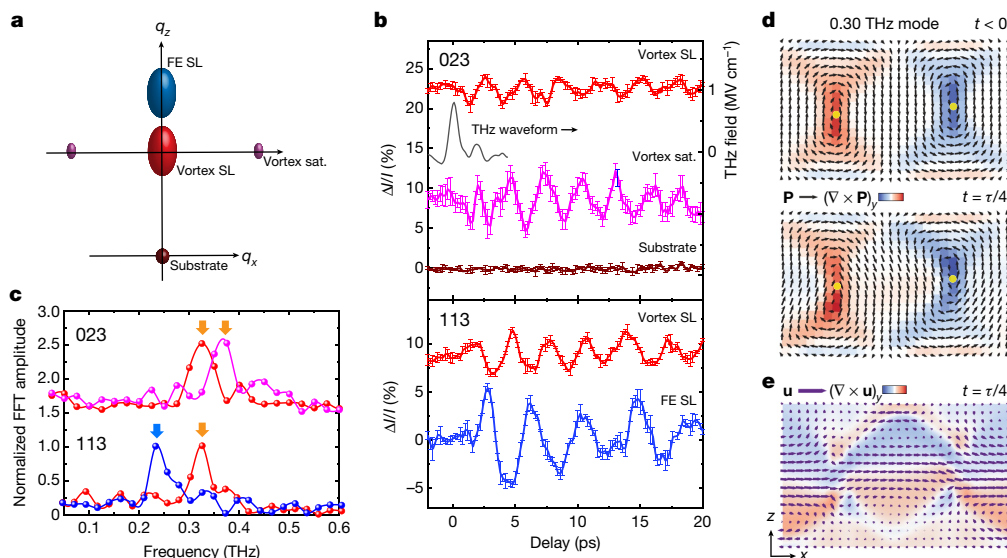 a
q_z
FE SL
Vortex sat.
Vortex SL
q_x
Substrate
b
023
Vortex SL
25
20
15
10
5
0
ΔI/I (%)
THz waveform →
1
0
THz field (MV cm⁻¹)
Vortex sat.
Substrate
113
Vortex SL
10
5
0
−5
ΔI/I (%)
FE SL
0
5
10
15
20
Delay (ps)
c
3.0
2.5
2.0
1.5
1.0
0.5
0
Normalized FFT amplitude
023
113
0.1
0.2
0.3
0.4
0.5
0.6
Frequency (THz)
d
0.30 THz mode
t < 0
P → (∇ × P)_y
t = τ/4
e
u → (∇ × u)_y
t = τ/4
z
x